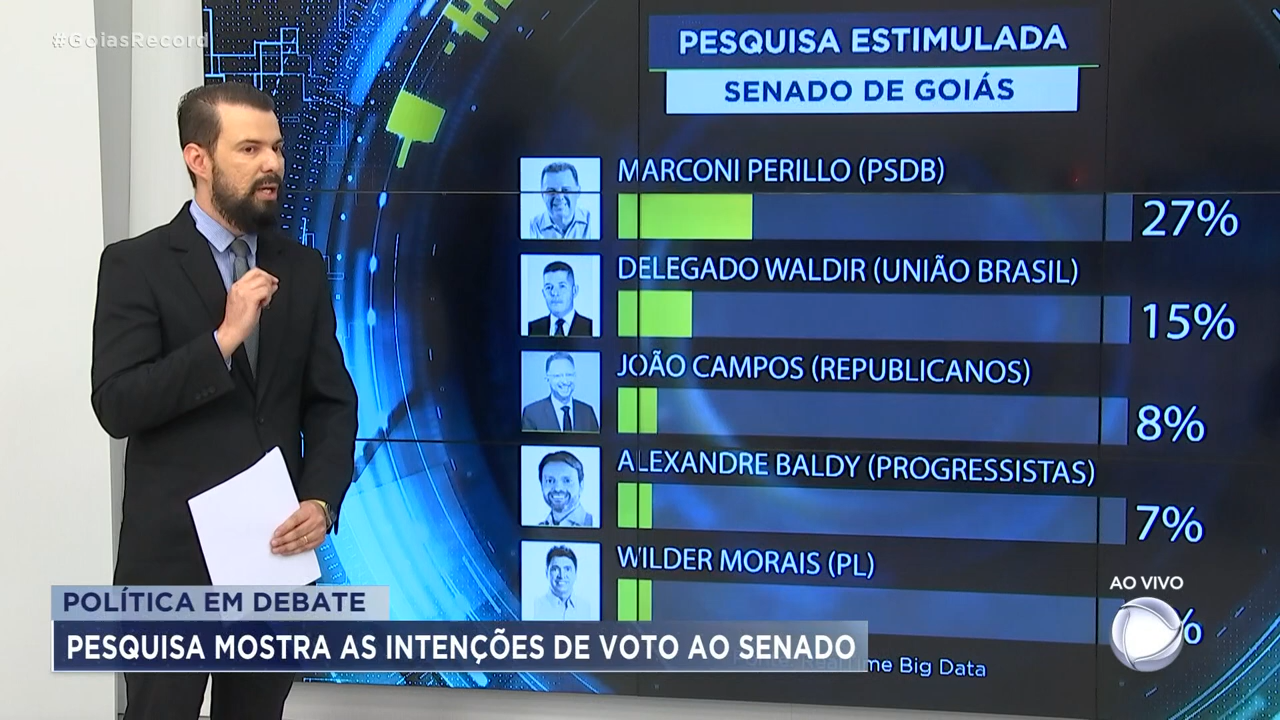 #GoiasRecord
PESQUISA ESTIMULADA
SENADO DE GOIÁS
MARCONI PERILLO (PSDB)
27%
DELEGADO WALDIR (UNIÃO BRASIL)
15%
JOÃO CAMPOS (REPUBLICANOS)
8%
ALEXANDRE BALDY (PROGRESSISTAS)
7%
WILDER MORAIS (PL)
%
AO VIVO
POLÍTICA EM DEBATE
PESQUISA MOSTRA AS INTENÇÕES DE VOTO AO SENADO
Big Data